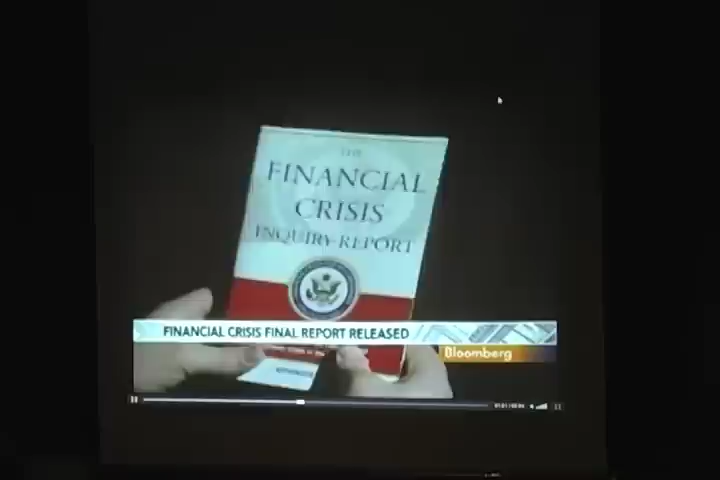 THE
FINANCIAL
CRISIS
INQUIRY REPORT
FINANCIAL CRISIS FINAL REPORT RELEASED
Bloomberg